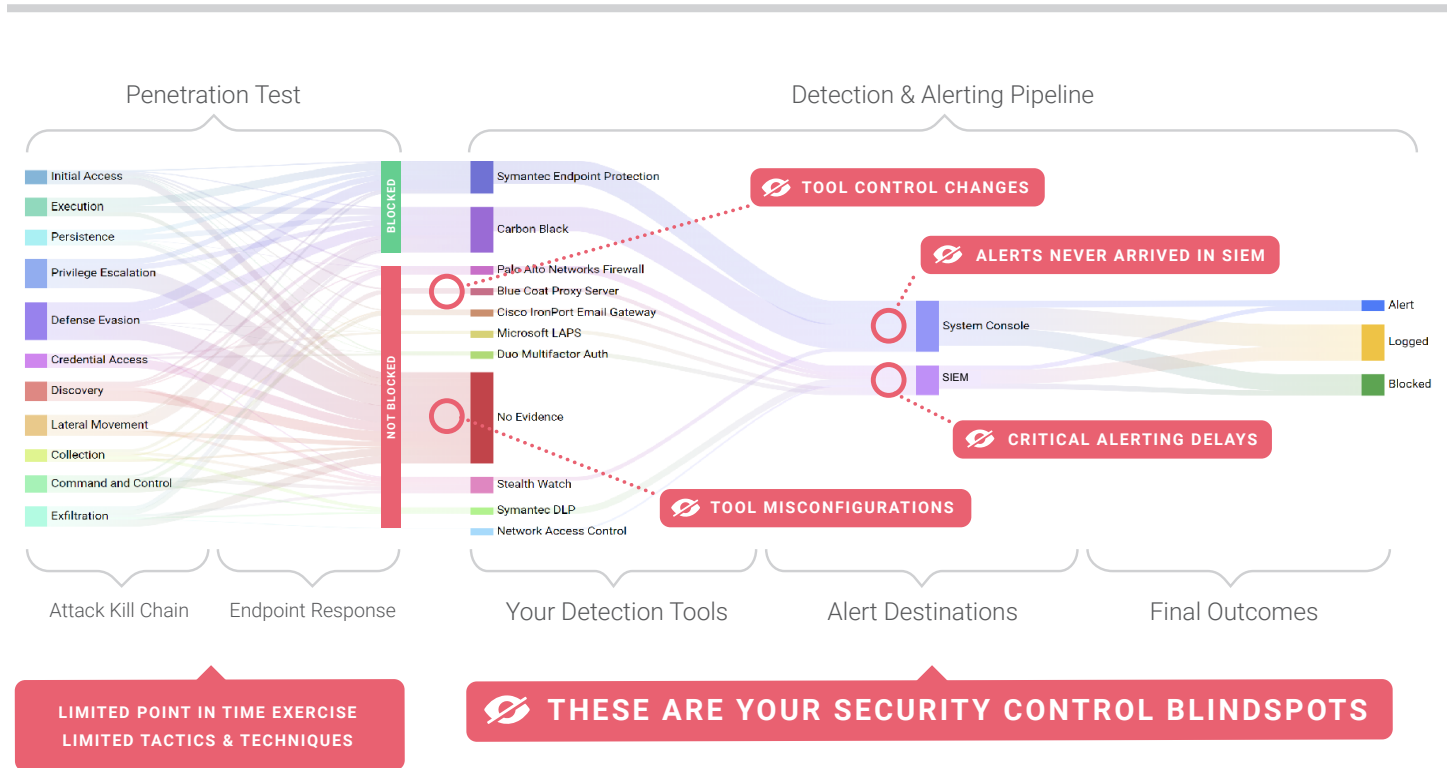 Penetration Test
Detection & Alerting Pipeline
Initial Access
Execution
Persistence
Privilege Escalation
Defense Evasion
Credential Access
Discovery
Lateral Movement
Collection
Command and Control
Exfiltration
BLOCKED
NOT BLOCKED
Symantec Endpoint Protection
Carbon Black
Palo Alto Networks Firewall
Blue Coat Proxy Server
Cisco IronPort Email Gateway
Microsoft LAPS
Duo Multifactor Auth
No Evidence
Stealth Watch
Symantec DLP
Network Access Control
TOOL CONTROL CHANGES
ALERTS NEVER ARRIVED IN SIEM
CRITICAL ALERTING DELAYS
TOOL MISCONFIGURATIONS
System Console
SIEM
Alert
Logged
Blocked
Attack Kill Chain
Endpoint Response
Your Detection Tools
Alert Destinations
Final Outcomes
LIMITED POINT IN TIME EXERCISE
LIMITED TACTICS & TECHNIQUES
THESE ARE YOUR SECURITY CONTROL BLINDSPOTS